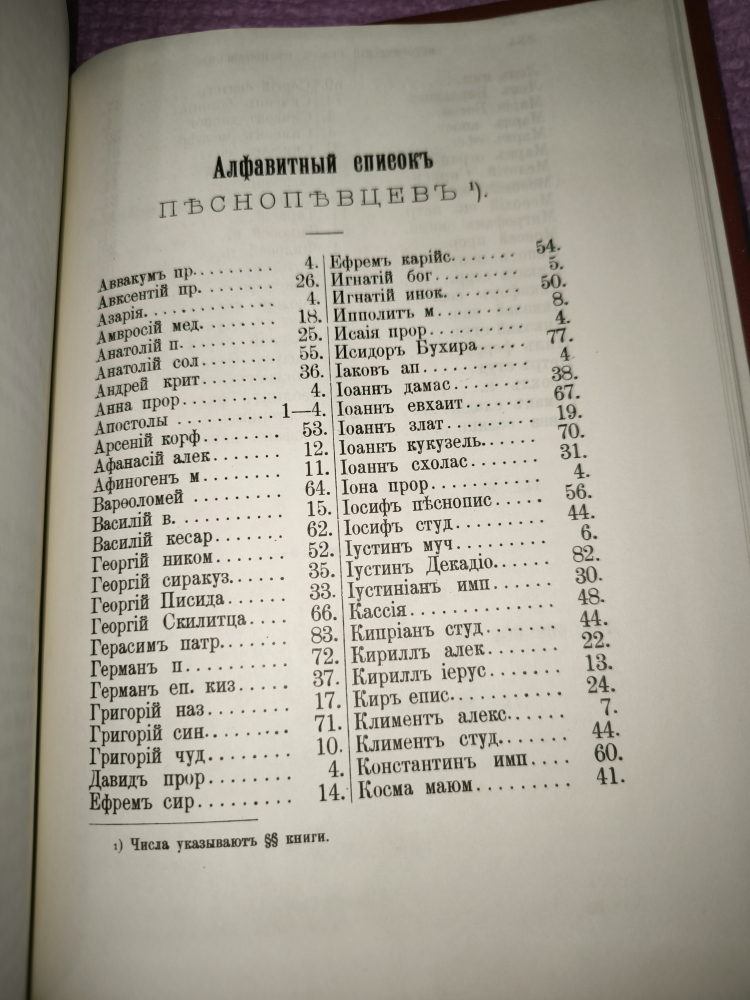 Алфавитный списокъ
ПѢСНОПѢВЦЕВЪ ¹).
Аввакумъ пр......... 4.
Авксентій пр......... 26.
Азарія............. 4.
Амвросій мед........ 18.
Анатолій п.......... 25.
Анатолій сол........ 55.
Андрей крит........ 36.
Анна прор.......... 4.
Апостолы.......... 1—4.
Арсеній корф........ 53.
Афанасій алек....... 12.
Афиногенъ м........ 11.
Варѳоломей......... 64.
Василій в........... 15.
Василій кесар....... 62.
Георгій ником....... 52.
Георгій сиракуз...... 35.
Георгій Писида...... 33.
Георгій Скилитца.... 66.
Герасимъ патр....... 83.
Германъ п.......... 72.
Германъ еп. киз..... 37.
Григорій наз........ 17.
Григорій син........ 71.
Григорій чуд........ 10.
Давидъ прор........ 4.
Ефремъ сир......... 14.
Ефремъ карійс....... 54.
Игнатій бог......... 5.
Игнатій инок........ 50.
Ипполитъ м......... 8.
Исаія прор......... 4.
Исидоръ Бухира..... 77.
Іаковъ ап.......... 4.
Іоаннъ дамас....... 38.
Іоаннъ евхаит....... 67.
Іоаннъ злат........ 19.
Іоаннъ кукузель..... 70.
Іоаннъ схолас....... 31.
Іона прор.......... 4.
Іосифъ пѣснопис..... 56.
Іосифъ студ........ 44.
Іустинъ муч........ 6.
Іустинъ Декадіо...... 82.
Іустиніанъ имп...... 30.
Кассія............. 48.
Кипріанъ студ....... 44.
Кириллъ алек....... 22.
Кириллъ іерус...... 13.
Киръ епис.......... 24.
Климентъ алекс...... 7.
Климентъ студ....... 44.
Константинъ имп.... 60.
Косма маюм......... 41.
¹) Числа указываютъ §§ книги.